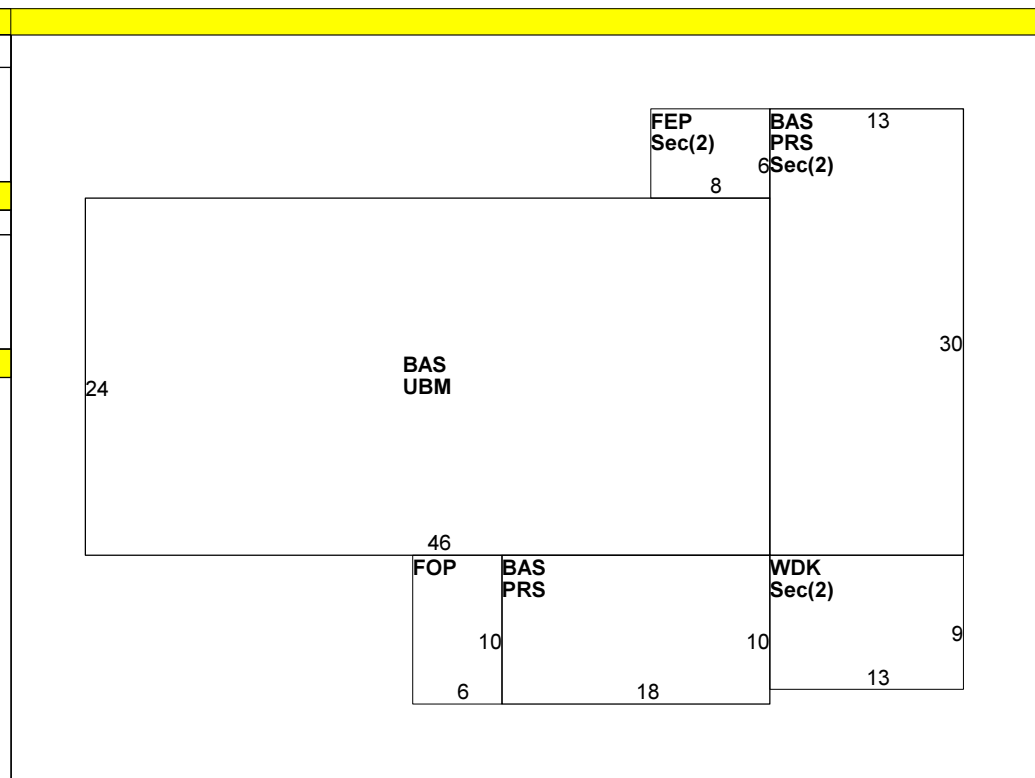 FEP
Sec(2)
6
8
BAS
PRS
Sec(2)
13
30
24
BAS
UBM
46
FOP
10
6
BAS
PRS
10
18
WDK
Sec(2)
9
13